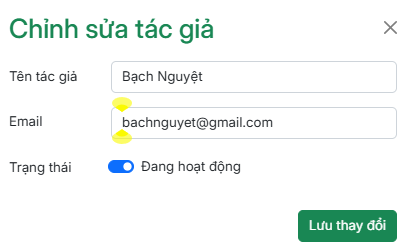 Chỉnh sửa tác giả
Tên tác giả Bạch Nguyệt
Email bachnguyet@gmail.com
Trạng thái Đang hoạt động
Lưu thay đổi